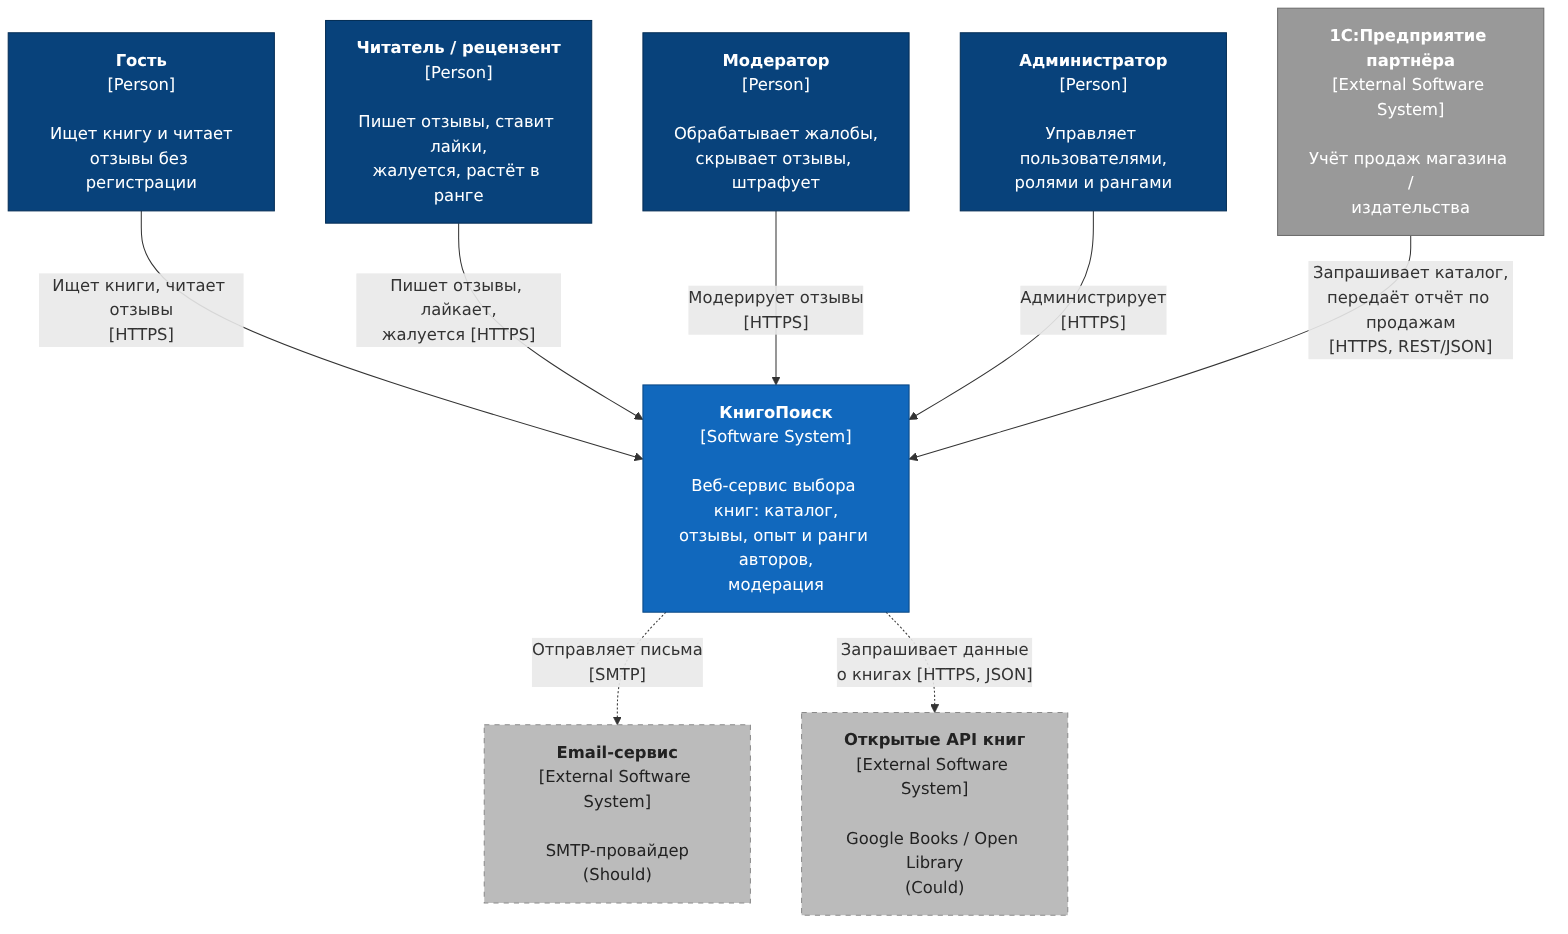 Гость
[Person]
Ищет книгу и читает
отзывы без
регистрации
Читатель / рецензент
[Person]
Пишет отзывы, ставит
лайки,
жалуется, растёт в
ранге
Модератор
[Person]
Обрабатывает жалобы,
скрывает отзывы,
штрафует
Администратор
[Person]
Управляет
пользователями,
ролями и рангами
1С:Предприятие
партнёра
[External Software
System]
Учёт продаж магазина
/
издательства
Ищет книги, читает
отзывы
[HTTPS]
Пишет отзывы,
лайкает,
жалуется [HTTPS]
Модерирует отзывы
[HTTPS]
Администрирует
[HTTPS]
Запрашивает каталог,
передаёт отчёт по
продажам
[HTTPS, REST/JSON]
КнигоПоиск
[Software System]
Веб-сервис выбора
книг: каталог,
отзывы, опыт и ранги
авторов,
модерация
Отправляет письма
[SMTP]
Запрашивает данные
о книгах [HTTPS, JSON]
Email-сервис
[External Software
System]
SMTP-провайдер
(Should)
Открытые API книг
[External Software
System]
Google Books / Open
Library
(Could)